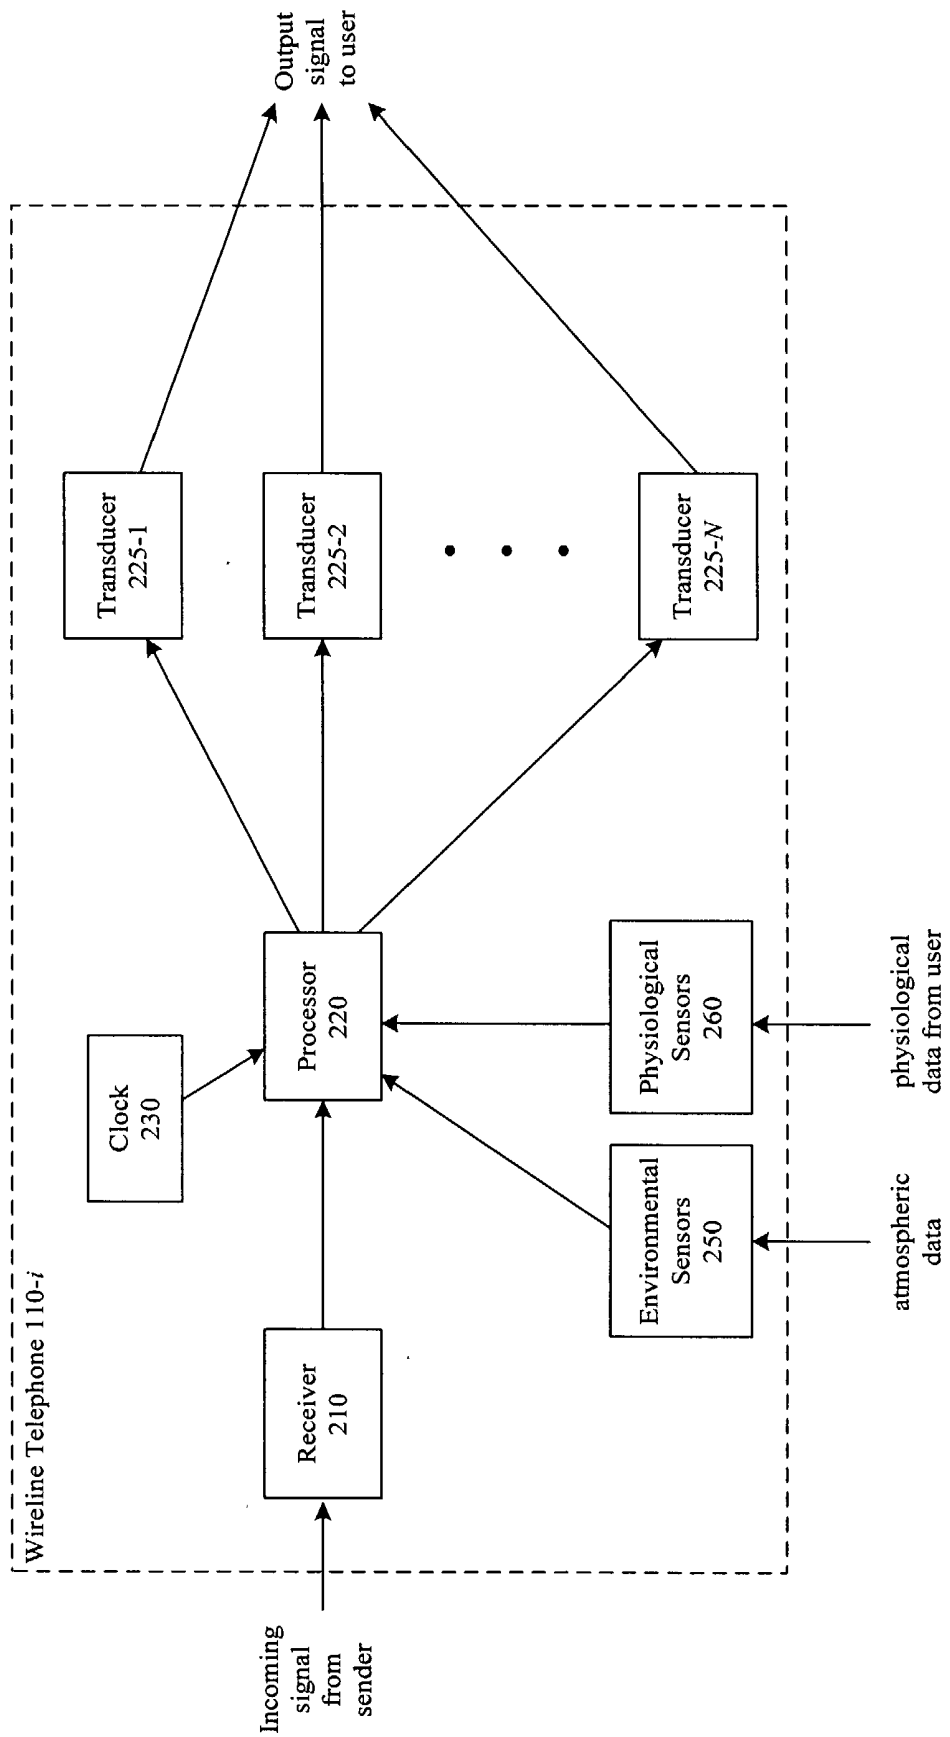 Wireline Telephone 110-i
Incoming
signal
from
sender
Receiver
210
Clock
230
Processor
220
Environmental
Sensors
250
Physiological
Sensors
260
atmospheric
data
physiological
data from user
Transducer
225-1
Transducer
225-2
Transducer
225-N
Output
signal
to user